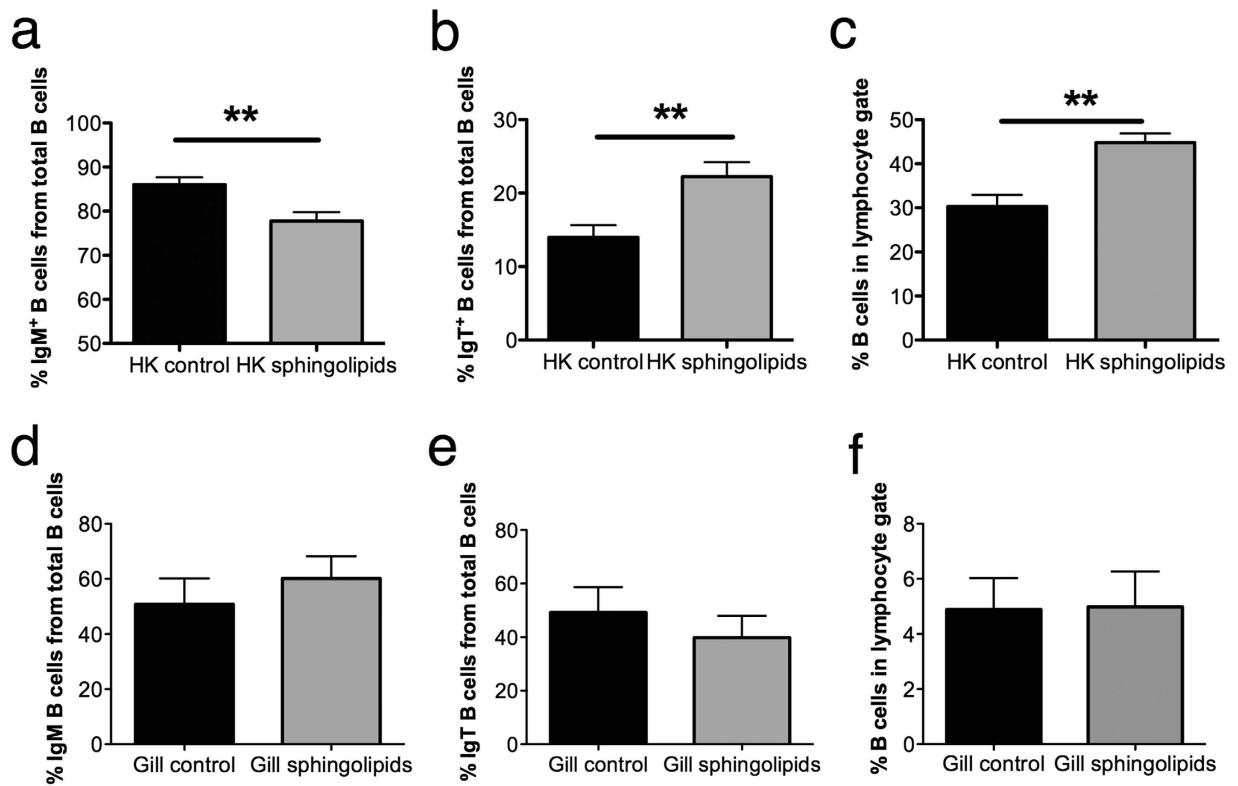 a
% IgM⁺ B cells from total B cells
100
90
80
70
60
50
**
HK control HK sphingolipids
b
% IgT⁺ B cells from total B cells
30
20
10
0
**
HK control HK sphingolipids
c
% B cells in lymphocyte gate
50
40
30
20
10
0
**
HK control HK sphingolipids
d
% IgM B cells from total B cells
80
60
40
20
0
Gill control Gill sphingolipids
e
% IgT B cells from total B cells
80
60
40
20
0
Gill control Gill sphingolipids
f
% B cells in lymphocyte gate
8
6
4
2
0
Gill control Gill sphingolipids